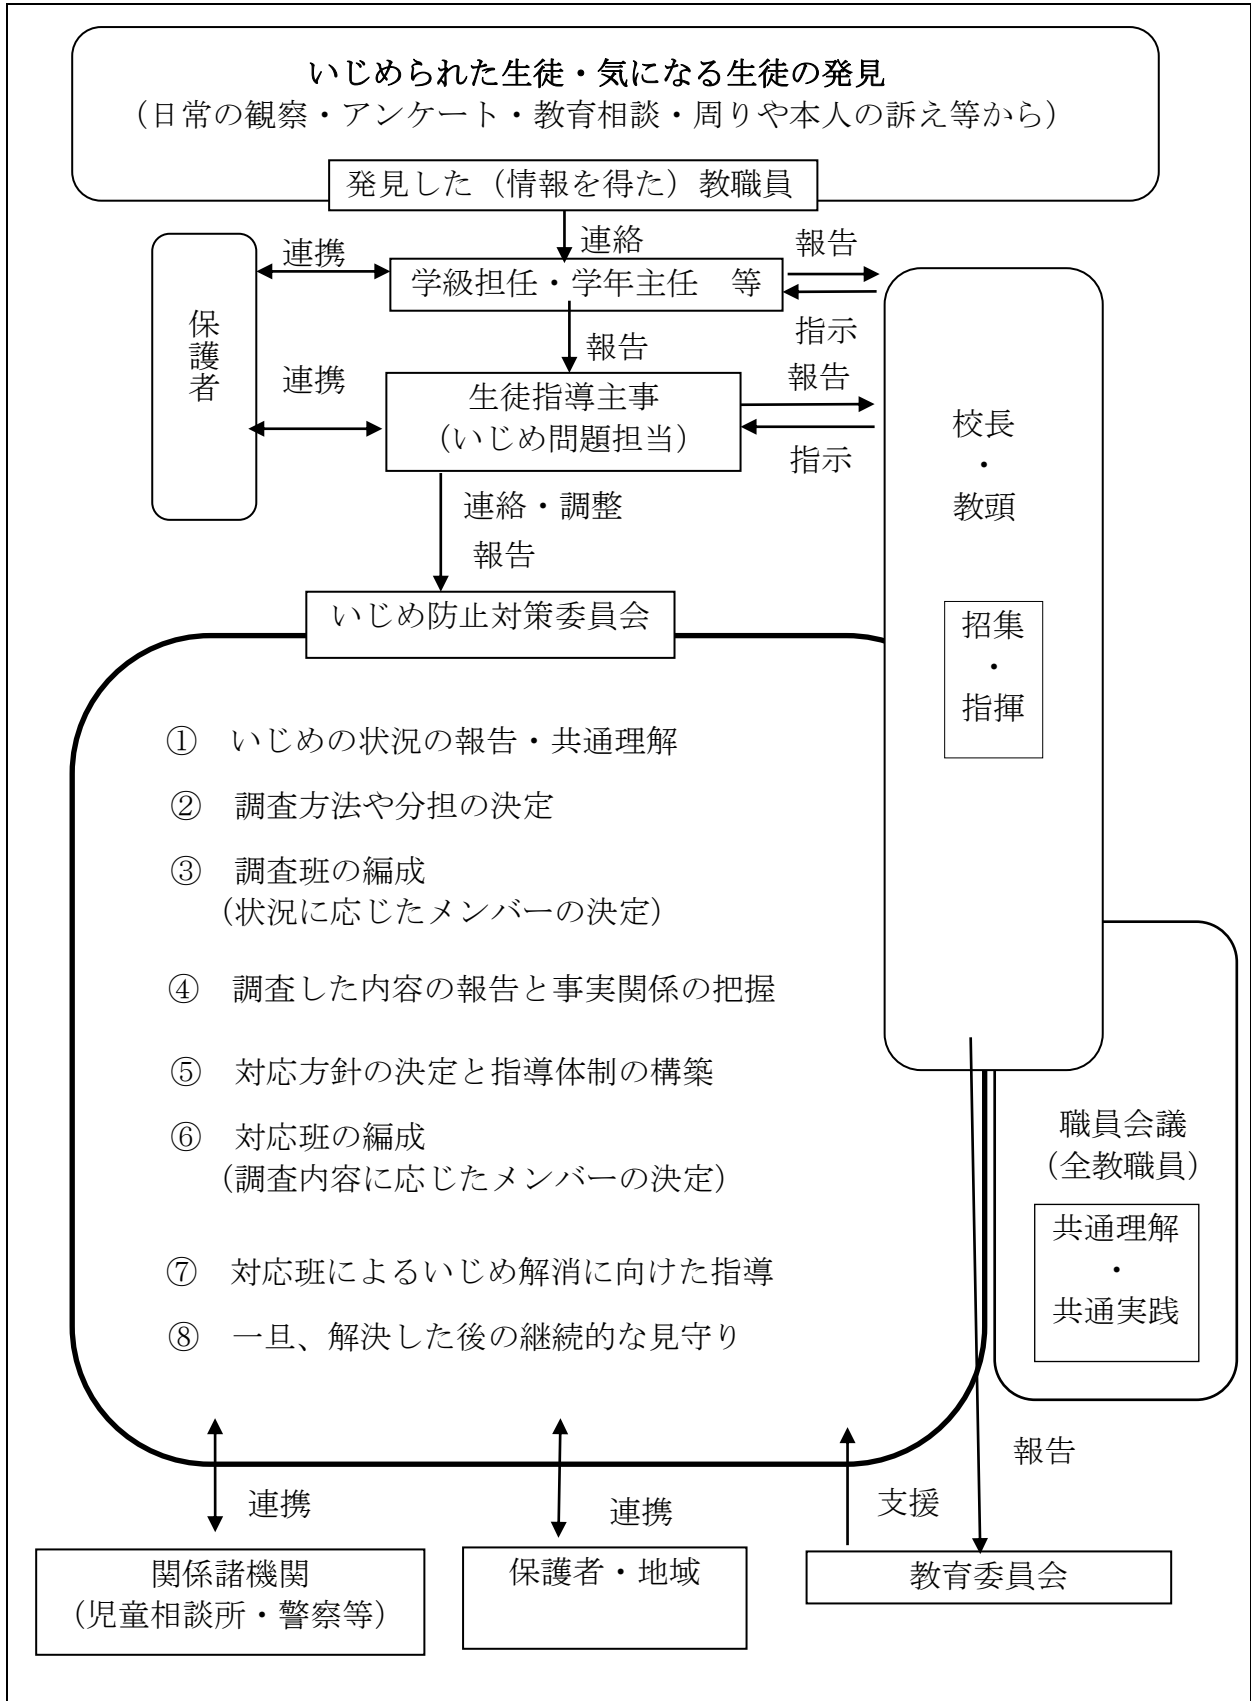 いじめられた生徒・気になる生徒の発見
（日常の観察・アンケート・教育相談・周りや本人の訴え等から）
発見した（情報を得た）教職員
連絡
連携
報告
学級担任・学年主任　等
指示
保護者
報告
連携
報告
生徒指導主事
（いじめ問題担当）
指示
校長
・
教頭
連絡・調整
報告
招集
・
指揮
いじめ防止対策委員会
①　いじめの状況の報告・共通理解
②　調査方法や分担の決定
③　調査班の編成
（状況に応じたメンバーの決定）
④　調査した内容の報告と事実関係の把握
⑤　対応方針の決定と指導体制の構築
⑥　対応班の編成
（調査内容に応じたメンバーの決定）
⑦　対応班によるいじめ解消に向けた指導
⑧　一旦、解決した後の継続的な見守り
職員会議
（全教職員）
共通理解
・
共通実践
連携
連携
支援
報告
関係諸機関
（児童相談所・警察等）
保護者・地域
教育委員会